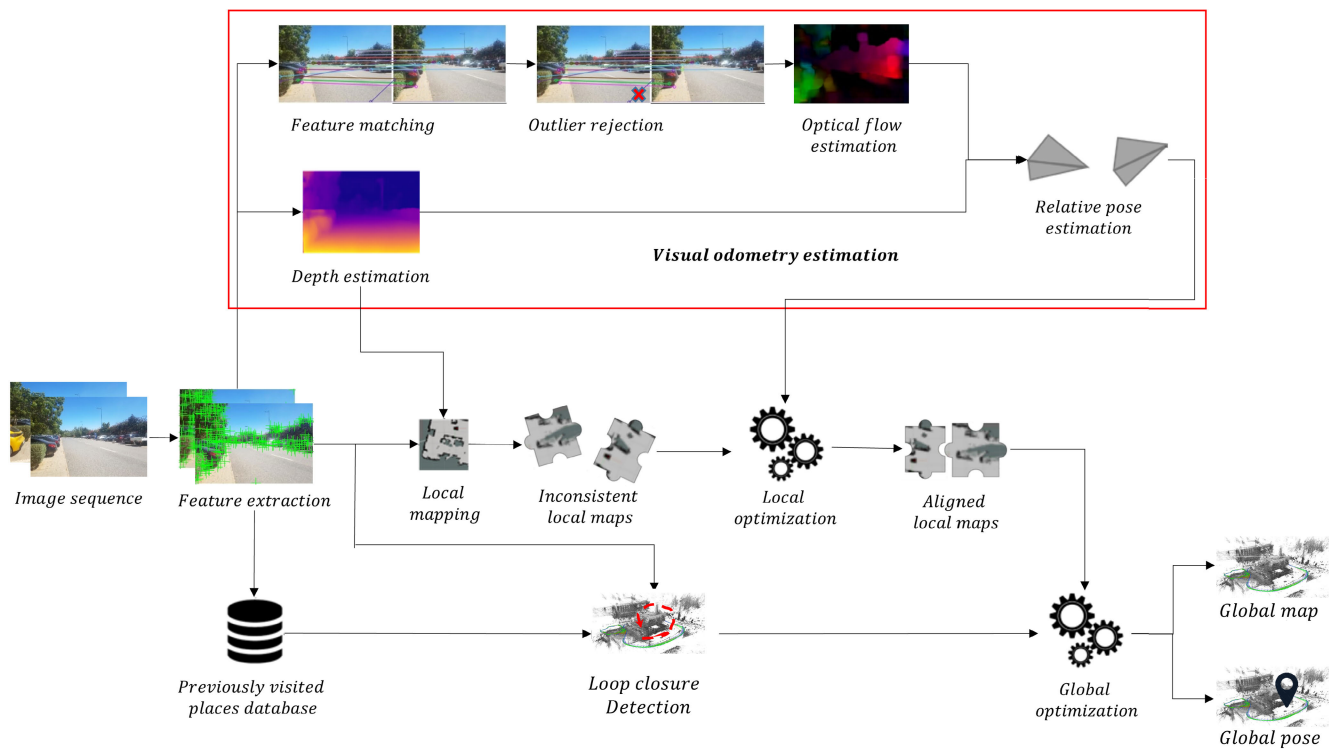 Feature matching
Outlier rejection
Optical flow
estimation
Relative pose
estimation
Visual odometry estimation
Depth estimation
Image sequence
Feature extraction
Local
mapping
Inconsistent
local maps
Local
optimization
Aligned
local maps
Global map
Previously visited
places database
Loop closure
Detection
Global
optimization
Global pose